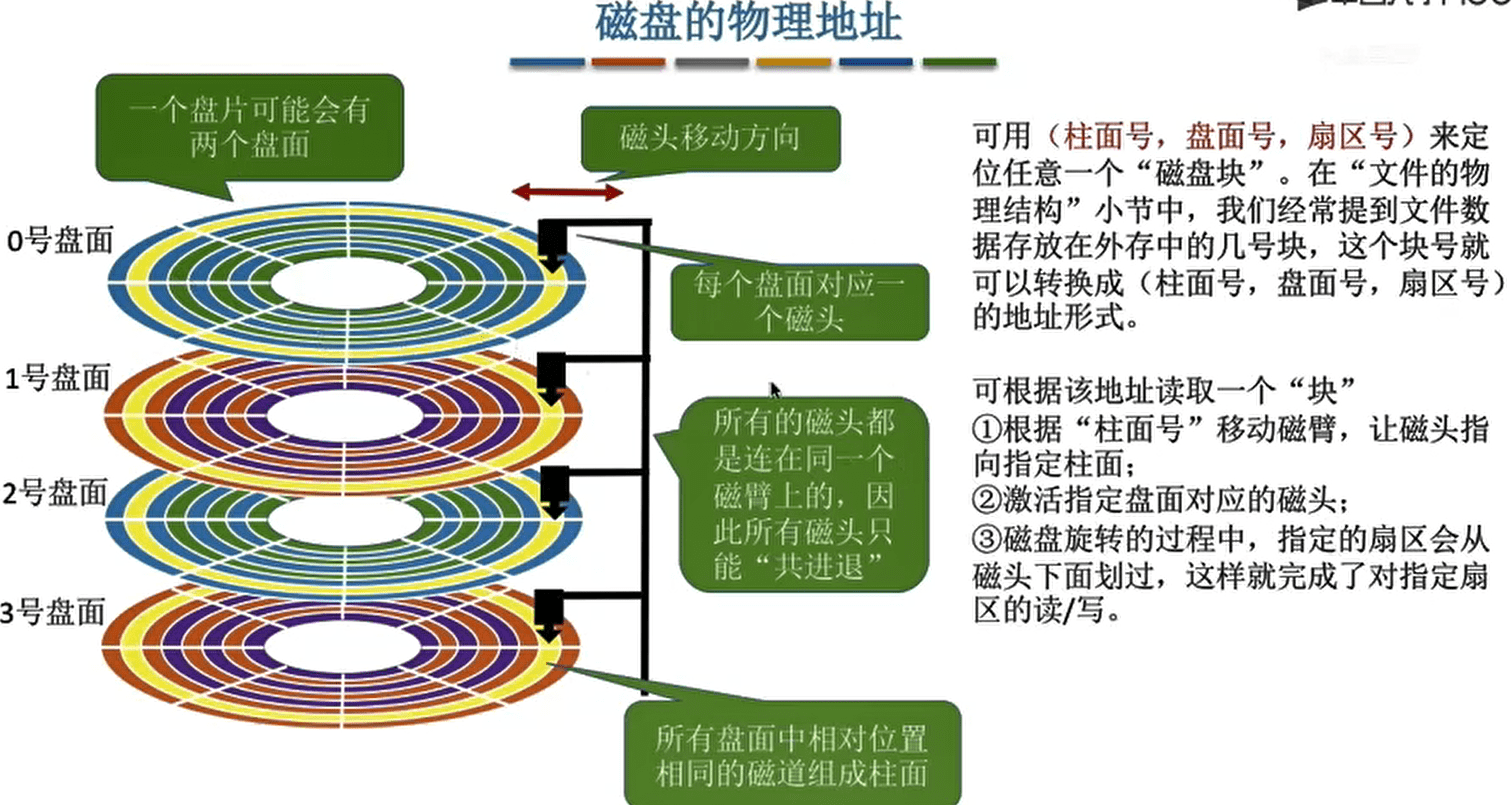 磁盘的物理地址
一个盘片可能会有
两个盘面
磁头移动方向
0号盘面
每个盘面对应一
个磁头
1号盘面
所有的磁头都
是连在同一个
磁臂上的，因
此所有磁头只
能“共进退”
2号盘面
3号盘面
所有盘面中相对位置
相同的磁道组成柱面
可用（柱面号，盘面号，扇区号）来定
位任意一个“磁盘块”。在“文件的物
理结构”小节中，我们经常提到文件数
据存放在外存中的几号块，这个块号就
可以转换成（柱面号，盘面号，扇区号）
的地址形式。
可根据该地址读取一个“块”
①根据“柱面号”移动磁臂，让磁头指
向指定柱面；
②激活指定盘面对应的磁头；
③磁盘旋转的过程中，指定的扇区会从
磁头下面划过，这样就完成了对指定扇
区的读/写。